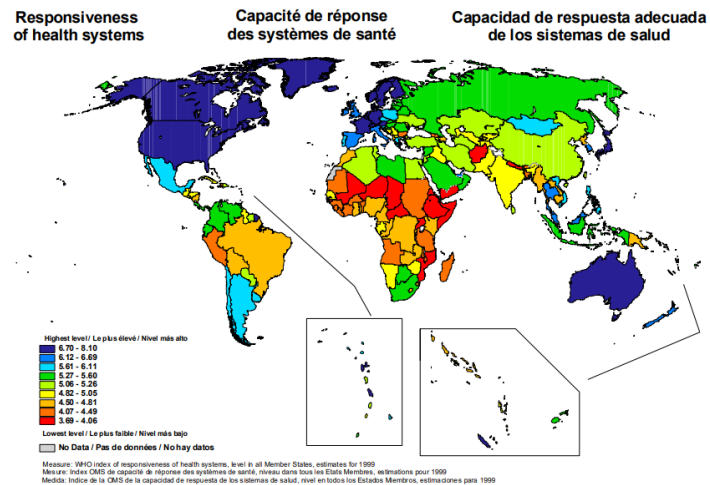 Responsiveness
of health systems
Capacité de réponse
des systèmes de santé
Capacidad de respuesta adecuada
de los sistemas de salud
Highest level / Le plus élevé / Nivel más alto
6.70 - 8.10
6.12 - 6.69
5.61 - 6.11
5.27 - 5.60
5.06 - 5.26
4.82 - 5.05
4.50 - 4.81
4.07 - 4.49
3.69 - 4.06
Lowest level / Le plus faible / Nivel más bajo
No Data / Pas de données / No hay datos
Measure: WHO index of responsiveness of health systems, level in all Member States, estimates for 1999
Mesure: Index OMS de capacité de réponse des systèmes de santé, niveau dans tous les Etats Membres, estimations pour 1999
Medida: Indice de la OMS de la capacidad de respuesta de los sistemas de salud, nivel en todos los Estados Miembros, estimaciones para 1999